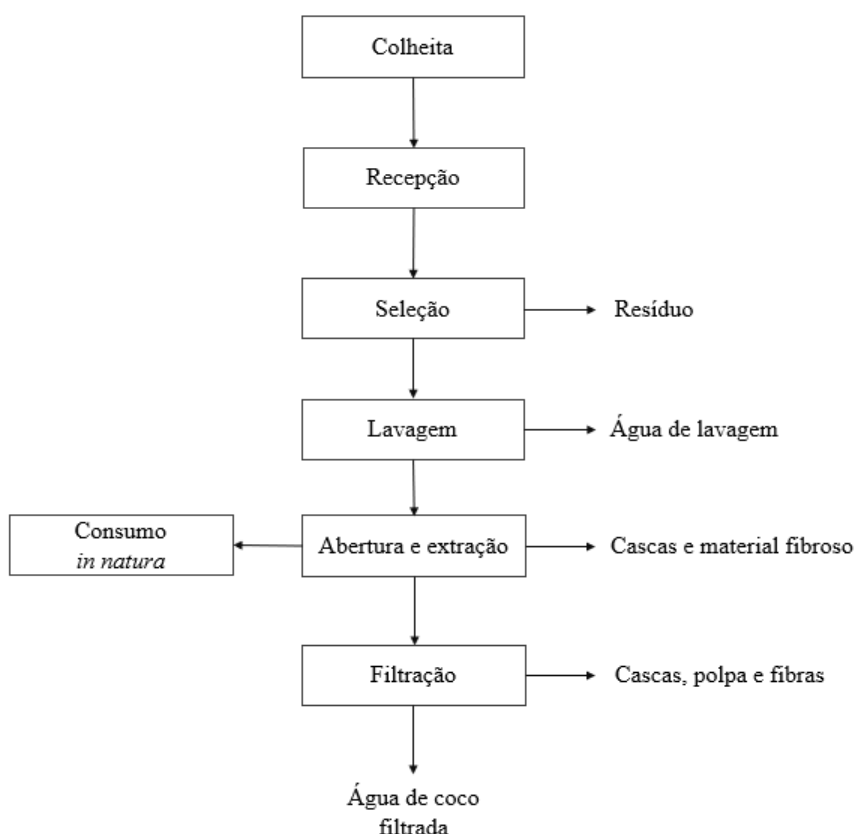 Colheita
Recepção
Seleção
Resíduo
Lavagem
Água de lavagem
Consumo
in natura
Abertura e extração
Cascas e material fibroso
Filtração
Cascas, polpa e fibras
Água de coco
filtrada